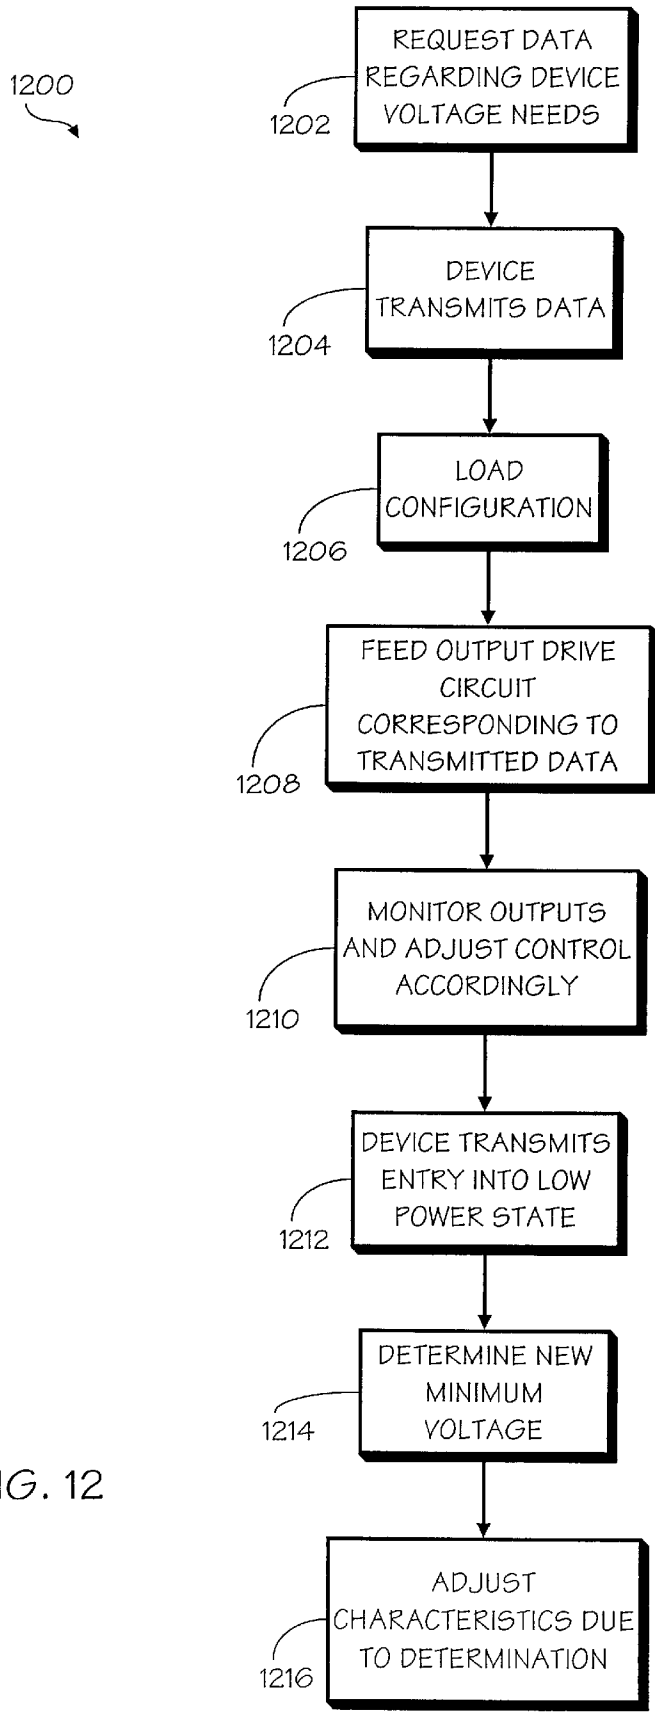 1200
REQUEST DATA
REGARDING DEVICE
VOLTAGE NEEDS
1202
DEVICE
TRANSMITS DATA
1204
LOAD
CONFIGURATION
1206
FEED OUTPUT DRIVE
CIRCUIT
CORRESPONDING TO
TRANSMITTED DATA
1208
MONITOR OUTPUTS
AND ADJUST CONTROL
ACCORDINGLY
1210
DEVICE TRANSMITS
ENTRY INTO LOW
POWER STATE
1212
DETERMINE NEW
MINIMUM
VOLTAGE
1214
IG. 12
ADJUST
CHARACTERISTICS DUE
TO DETERMINATION
1216